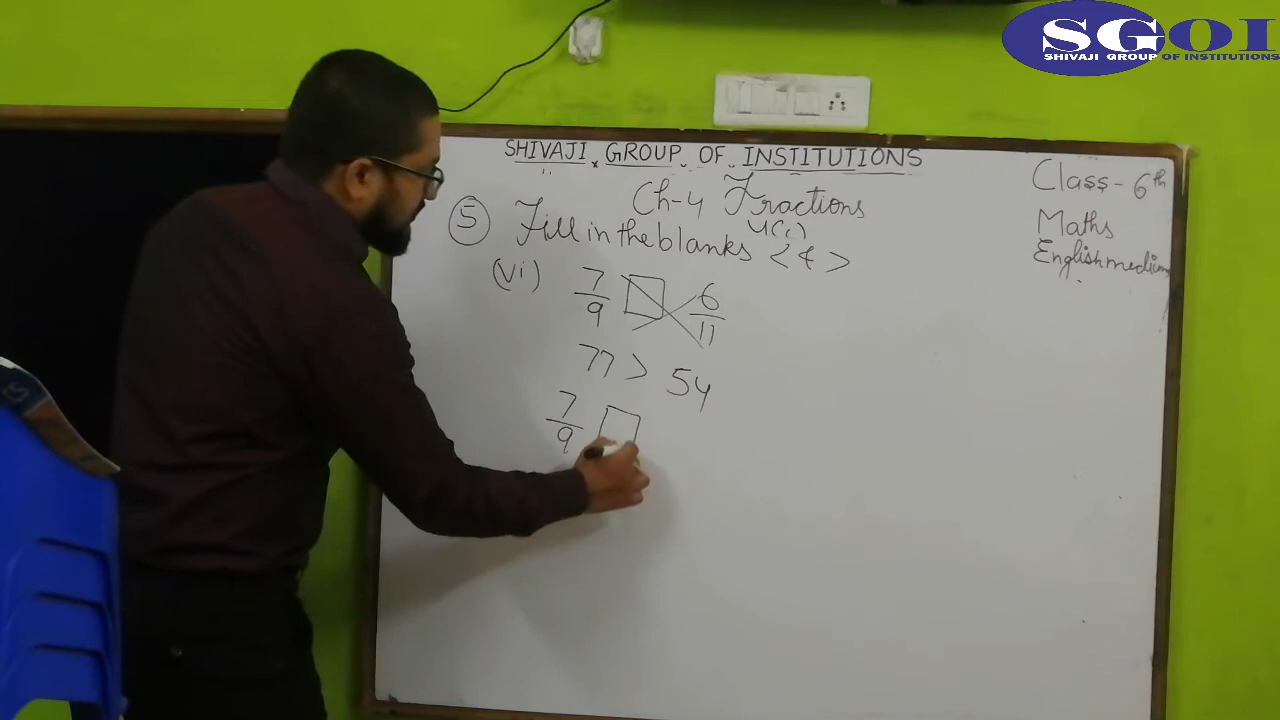 SGOI
SHIVAJI GROUP OF INSTITUTIONS
SHIVAJI GROUP OF INSTITUTIONS
Ch-4 Fractions
Class - 6th
Maths
English medium
5 Fill in the blanks < & >
(vi) 7/9 □ 6/11
77 > 54
7/9 □